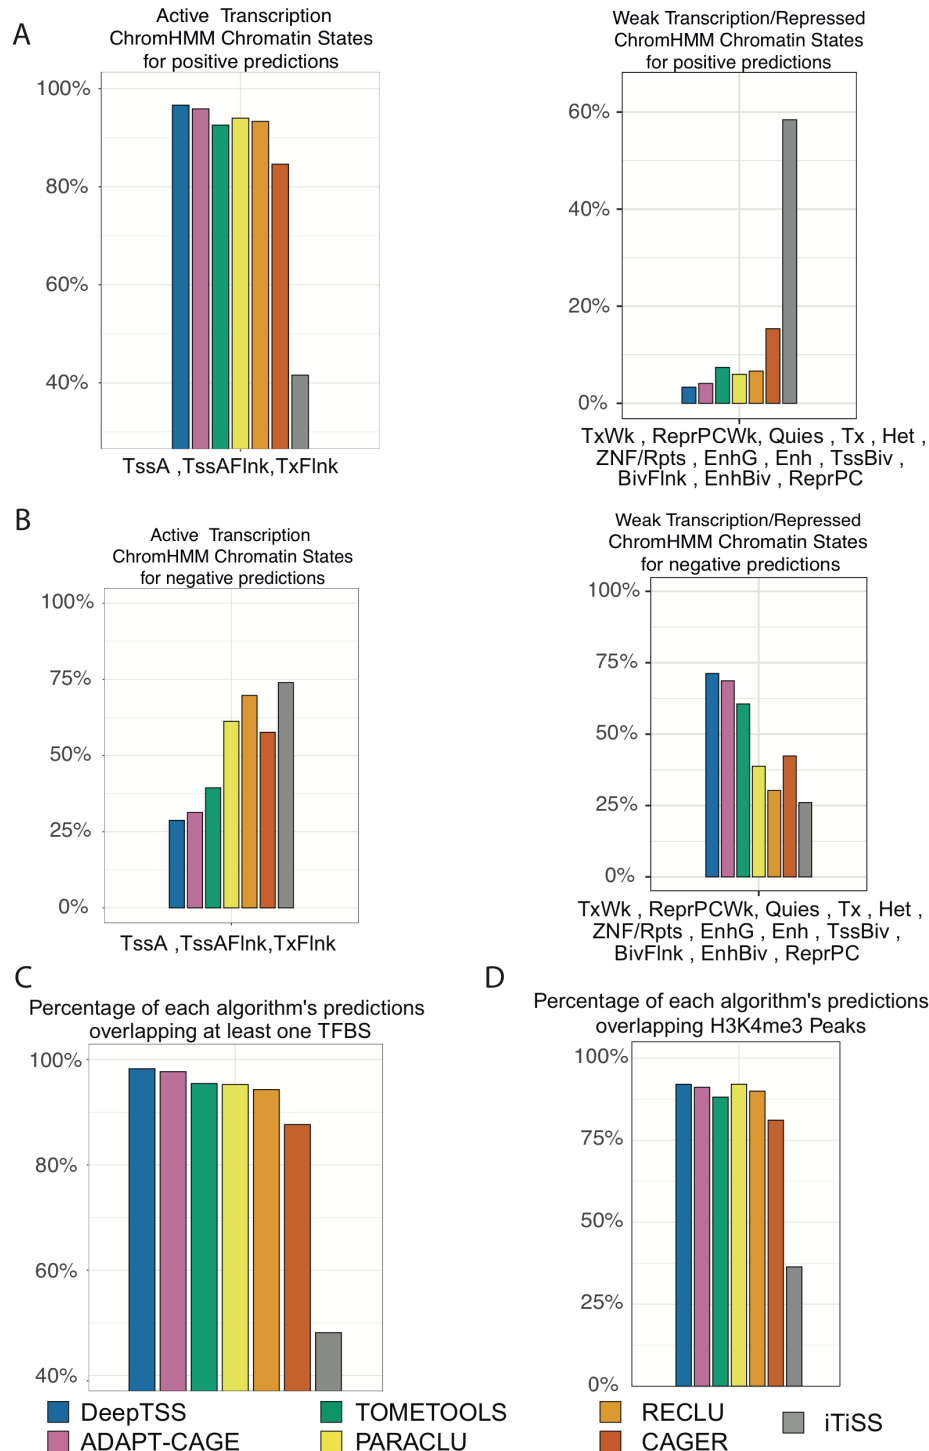 A
Active Transcription
ChromHMM Chromatin States
for positive predictions
100%
80%
60%
40%
TssA ,TssAFlnk,TxFlnk
Weak Transcription/Repressed
ChromHMM Chromatin States
for positive predictions
60%
40%
20%
0%
TxWk , ReprPCWk, Quies , Tx , Het ,
ZNF/Rpts , EnhG , Enh , TssBiv ,
BivFlnk , EnhBiv , ReprPC
B
Active Transcription
ChromHMM Chromatin States
for negative predictions
100%
75%
50%
25%
0%
TssA ,TssAFlnk,TxFlnk
Weak Transcription/Repressed
ChromHMM Chromatin States
for negative predictions
100%
75%
50%
25%
0%
TxWk , ReprPCWk, Quies , Tx , Het ,
ZNF/Rpts , EnhG , Enh , TssBiv ,
BivFlnk , EnhBiv , ReprPC
C
Percentage of each algorithm's predictions
overlapping at least one TFBS
100%
80%
60%
40%
D
Percentage of each algorithm's predictions
overlapping H3K4me3 Peaks
100%
75%
50%
25%
0%
DeepTSS
ADAPT-CAGE
TOMETOOLS
PARACLU
RECLU
CAGER
iTiSS